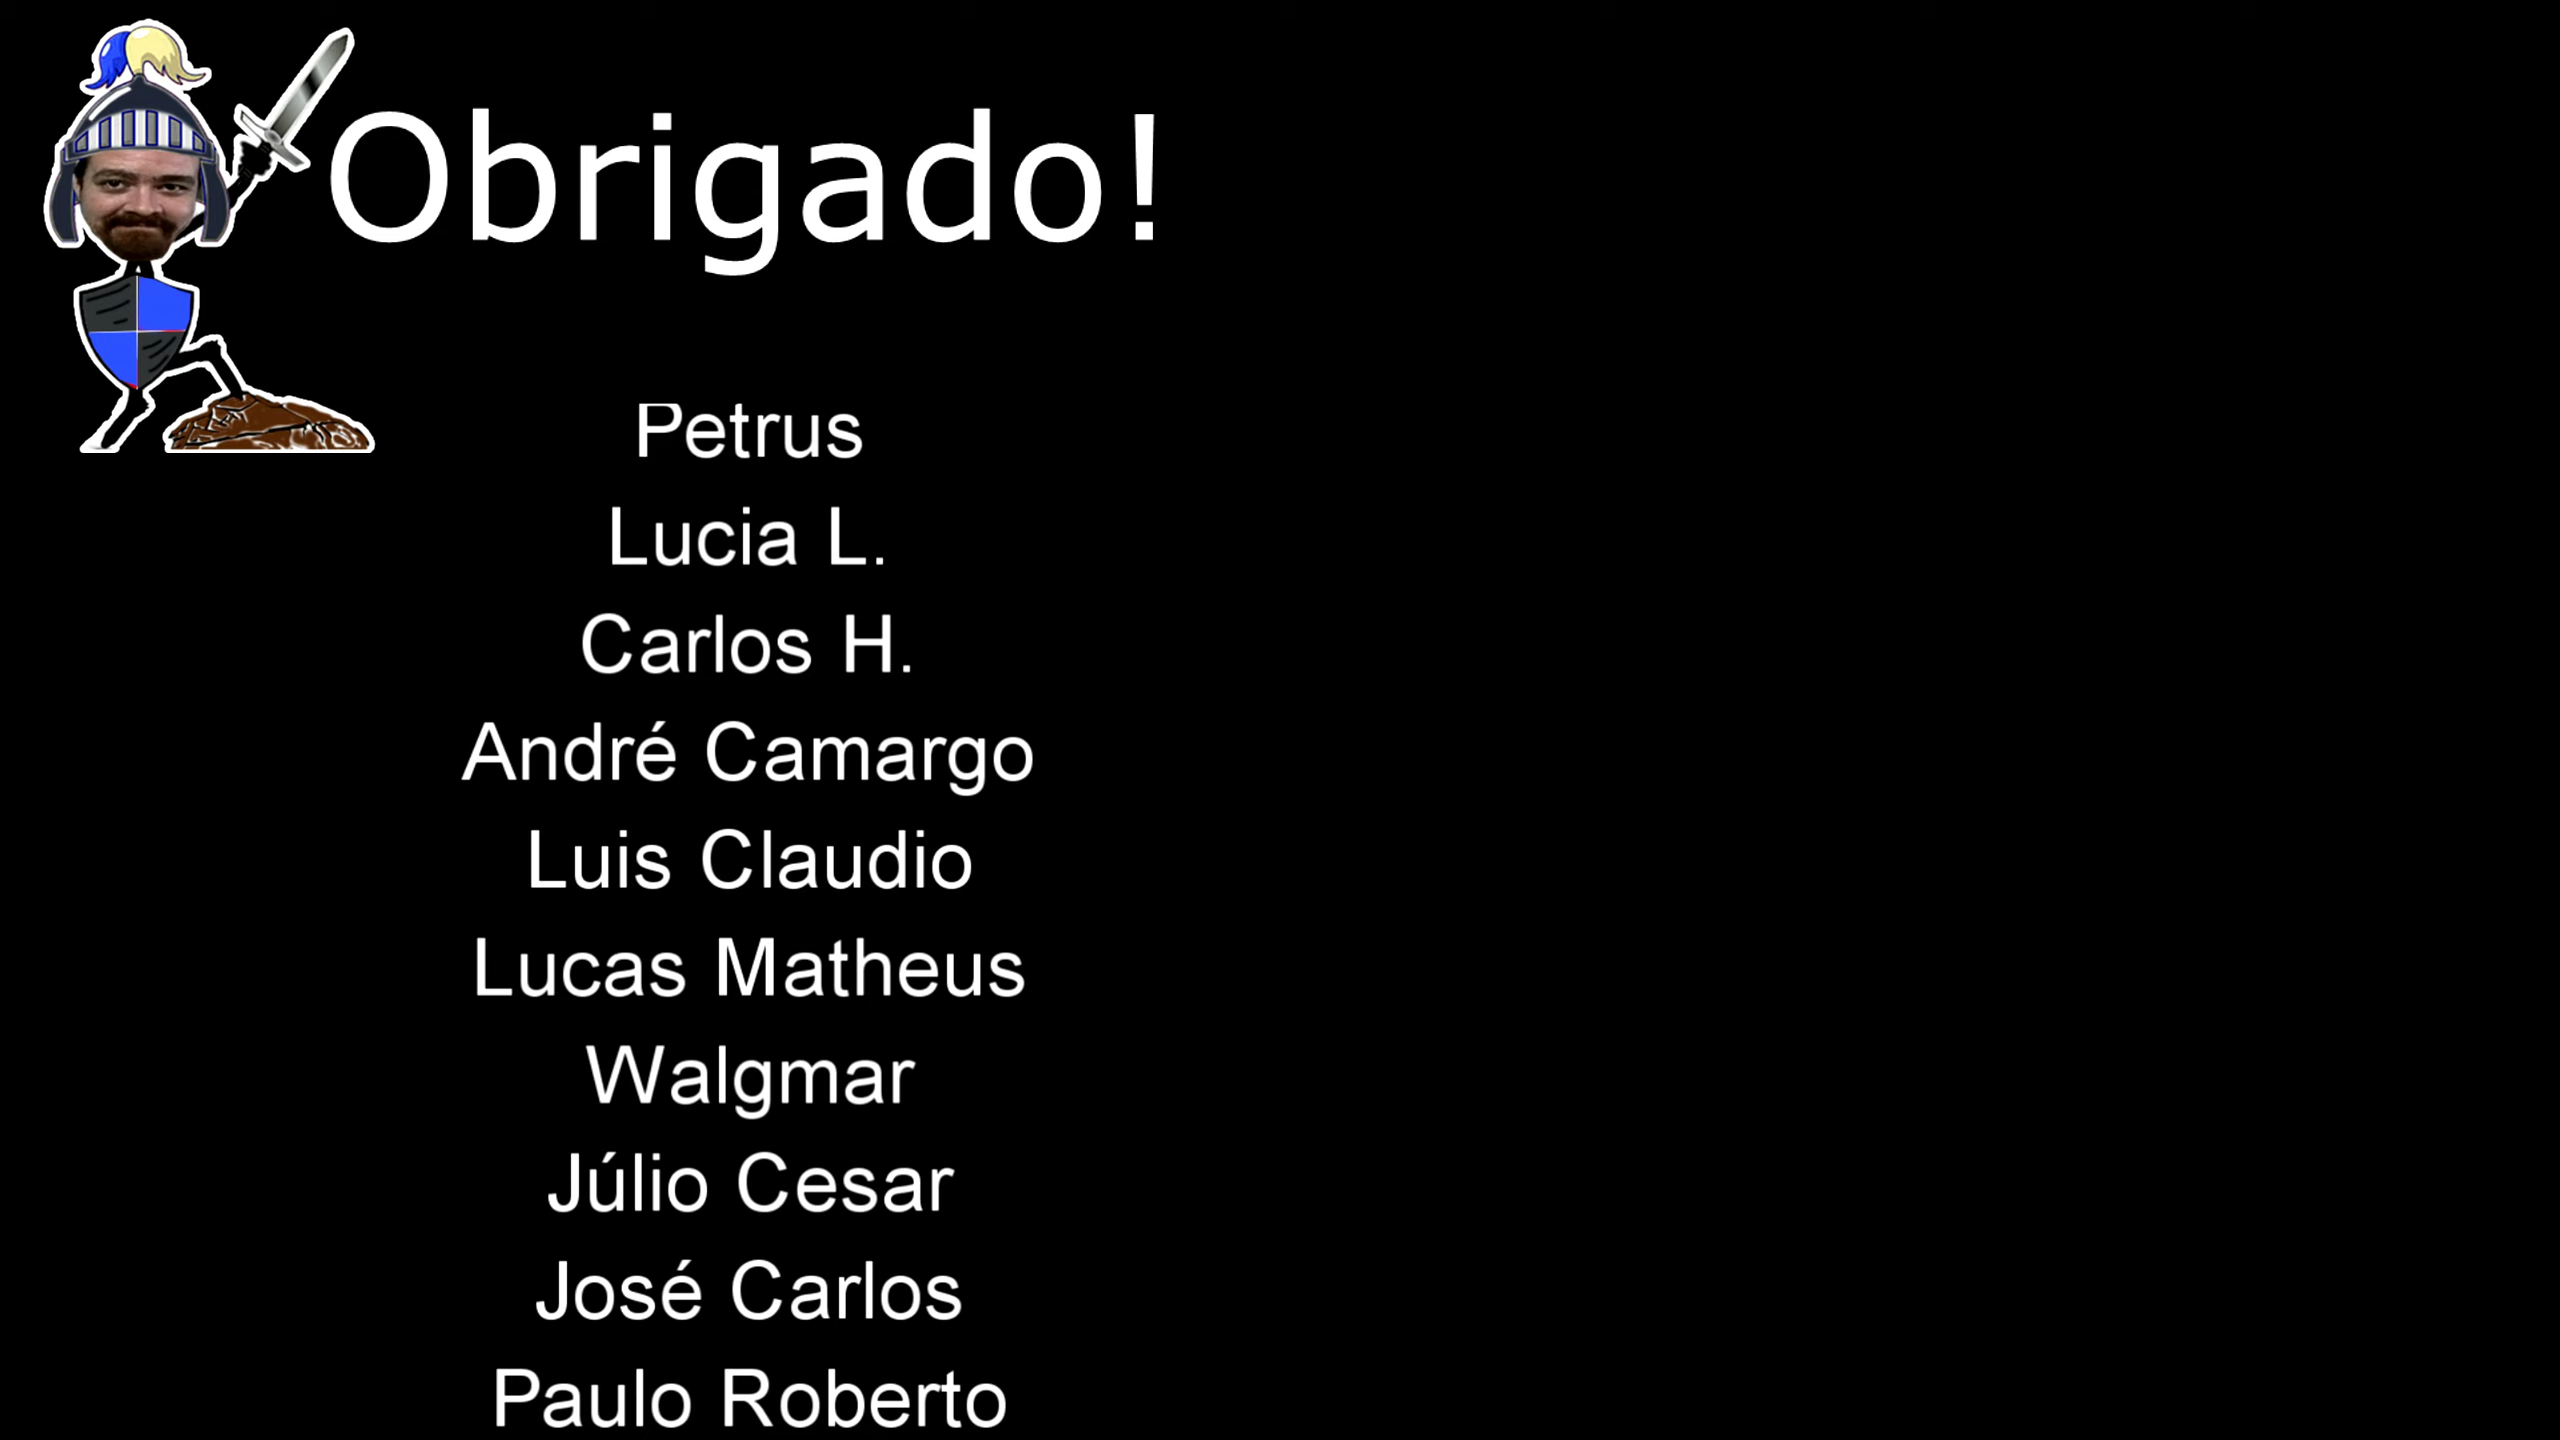 Obrigado!
Petrus
Lucia L.
Carlos H.
André Camargo
Luis Claudio
Lucas Matheus
Walgmar
Júlio Cesar
José Carlos
Paulo Roberto